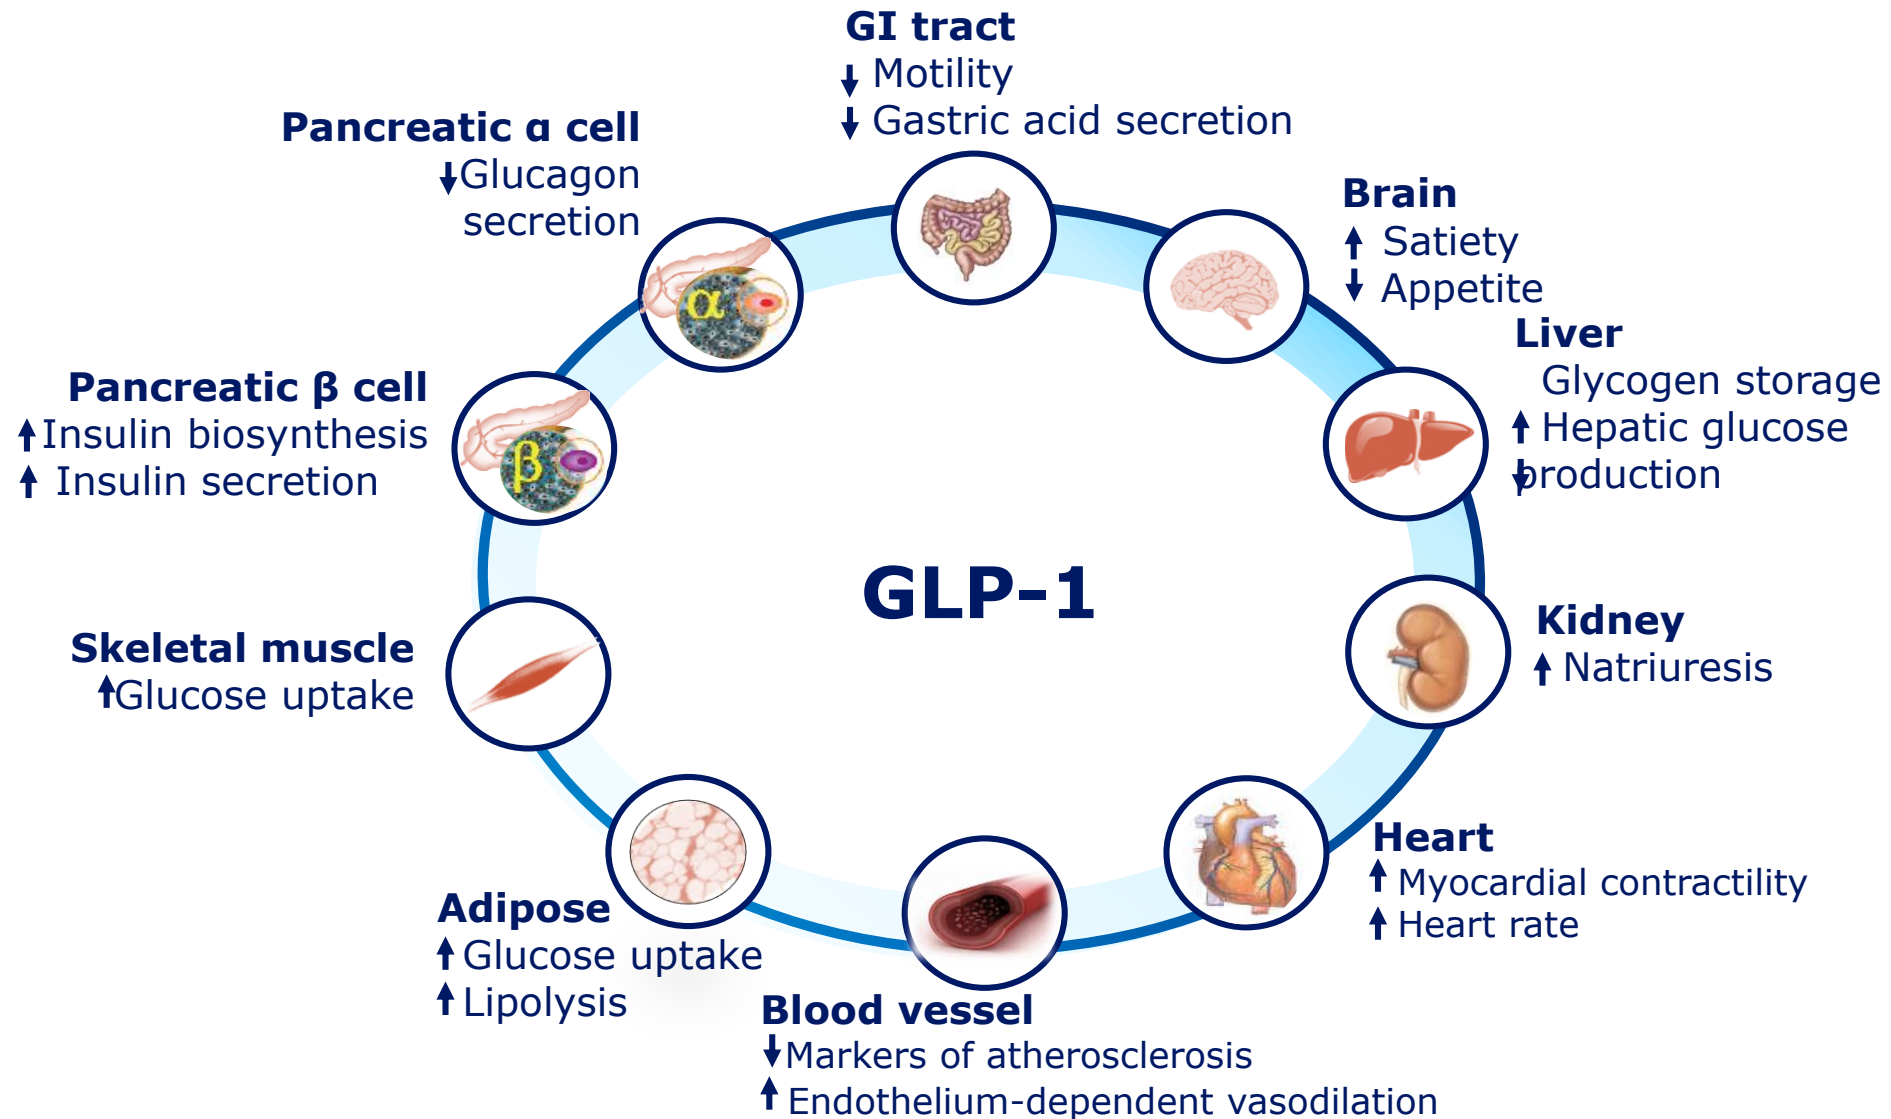 GI tract
↓ Motility
↓ Gastric acid secretion
Pancreatic α cell
↓Glucagon
secretion
Brain
↑ Satiety
↓ Appetite
Liver
Glycogen storage
↑ Hepatic glucose
↓production
Pancreatic β cell
↑Insulin biosynthesis
↑ Insulin secretion
α
β
GLP-1
Kidney
↑ Natriuresis
Skeletal muscle
↑Glucose uptake
Heart
↑ Myocardial contractility
↑ Heart rate
Adipose
↑ Glucose uptake
↑ Lipolysis
Blood vessel
↓Markers of atherosclerosis
↑ Endothelium-dependent vasodilation